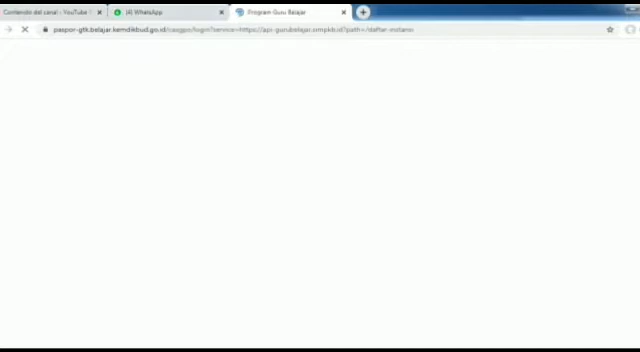 Contenido del canal - YouTube
(4) WhatsApp
Program Guru Belajar
paspor-gtk.belajar.kemdikbud.go.id/casgpo/login?service=https://api-gurubelajar.simpkb.id?path=/daftar-instansi